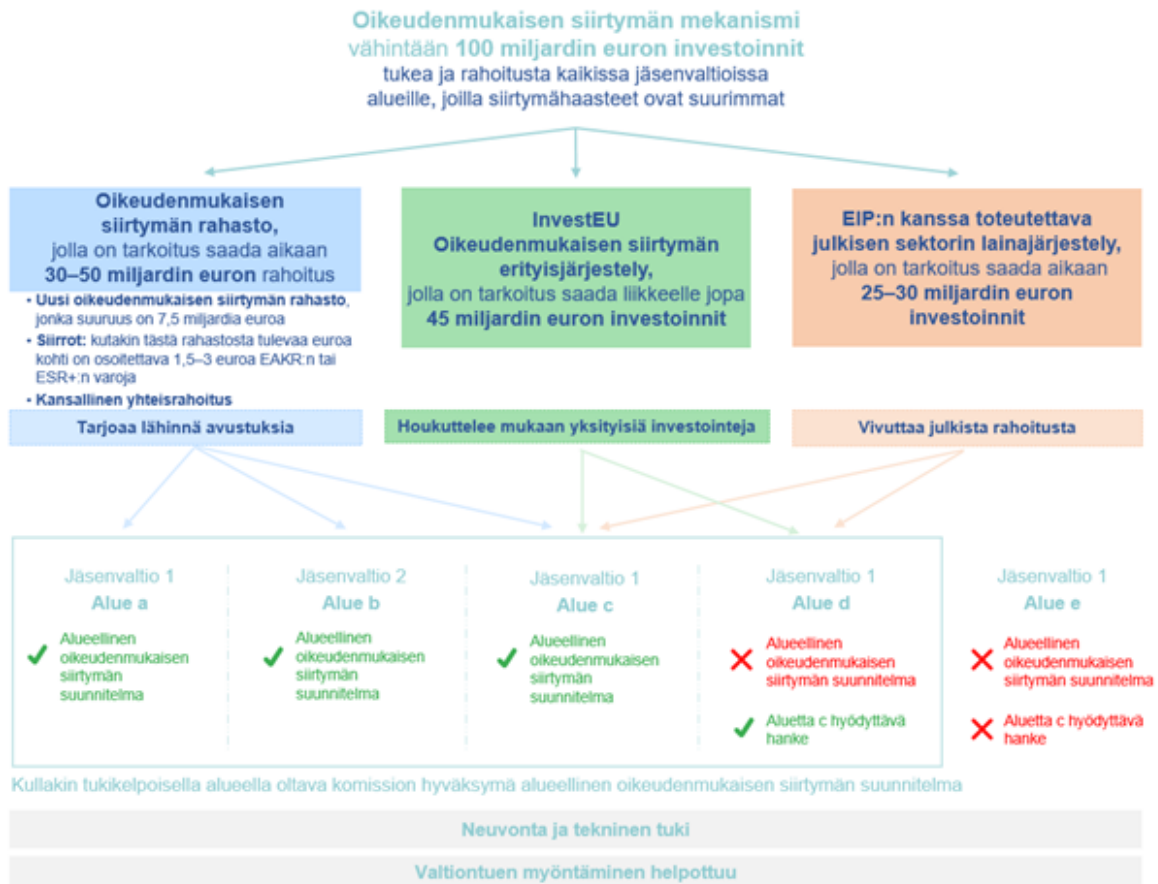 Oikeudenmukaisen siirtymän mekanismi
vähintään 100 miljardin euron investoinnit
tukea ja rahoitusta kaikissa jäsenvaltioissa
alueille, joilla siirtymähaasteet ovat suurimmat
Oikeudenmukaisen
siirtymän rahasto,
jolla on tarkoitus saada aikaan
30–50 miljardin euron rahoitus
• Uusi oikeudenmukaisen siirtymän rahasto,
jonka suuruus on 7,5 miljardia euroa
• Siirrot: kutakin tästä rahastosta tulevaa euroa
kohti on osoitettava 1,5–3 euroa EAKR:n tai
ESR+:n varoja
• Kansallinen yhteisrahoitus
Tarjoaa lähinnä avustuksia
InvestEU
Oikeudenmukaisen siirtymän
erityisjärjestely,
jolla on tarkoitus saada liikkeelle jopa
45 miljardin euron investoinnit
Houkuttelee mukaan yksityisiä investointeja
EIP:n kanssa toteutettava
julkisen sektorin lainajärjestely,
jolla on tarkoitus saada aikaan
25–30 miljardin euron
investoinnit
Vivuttaa julkista rahoitusta
Jäsenvaltio 1
Alue a
Alueellinen
oikeudenmukaisen
siirtymän
suunnitelma
Jäsenvaltio 2
Alue b
Alueellinen
oikeudenmukaisen
siirtymän
suunnitelma
Jäsenvaltio 1
Alue c
Alueellinen
oikeudenmukaisen
siirtymän
suunnitelma
Jäsenvaltio 1
Alue d
Alueellinen
oikeudenmukaisen
siirtymän suunnitelma
Aluetta c hyödyttävä
hanke
Jäsenvaltio 1
Alue e
Alueellinen
oikeudenmukaisen
siirtymän suunnitelma
Aluetta c hyödyttävä
hanke
Kullakin tukikelpoisella alueella oltava komission hyväksymä alueellinen oikeudenmukaisen siirtymän suunnitelma
Neuvonta ja tekninen tuki
Valtiontuen myöntäminen helpottuu